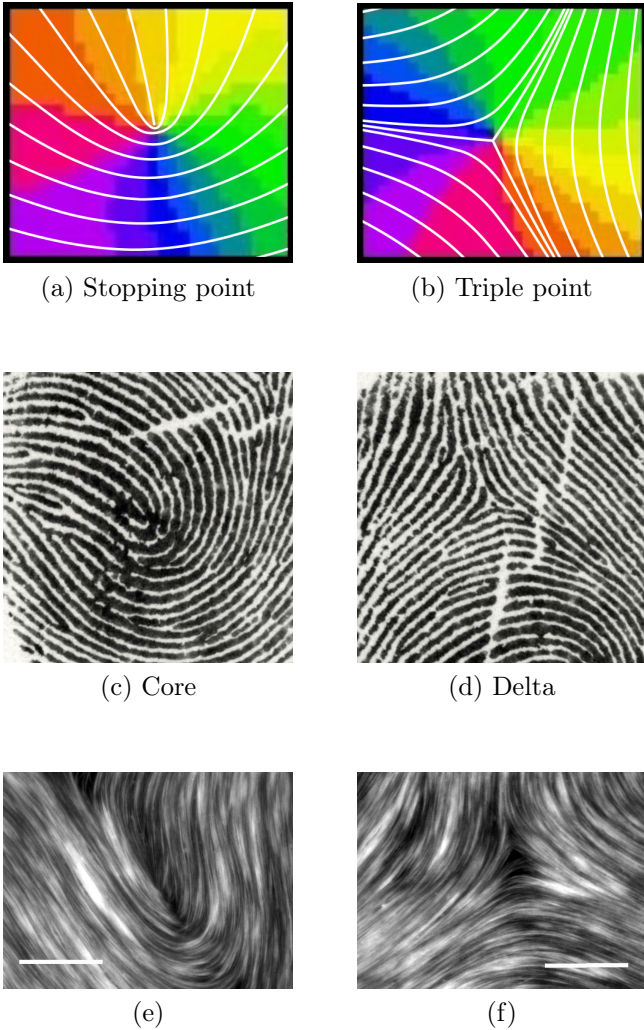 (a) Stopping point
(b) Triple point
(c) Core
(d) Delta
(e)
(f)